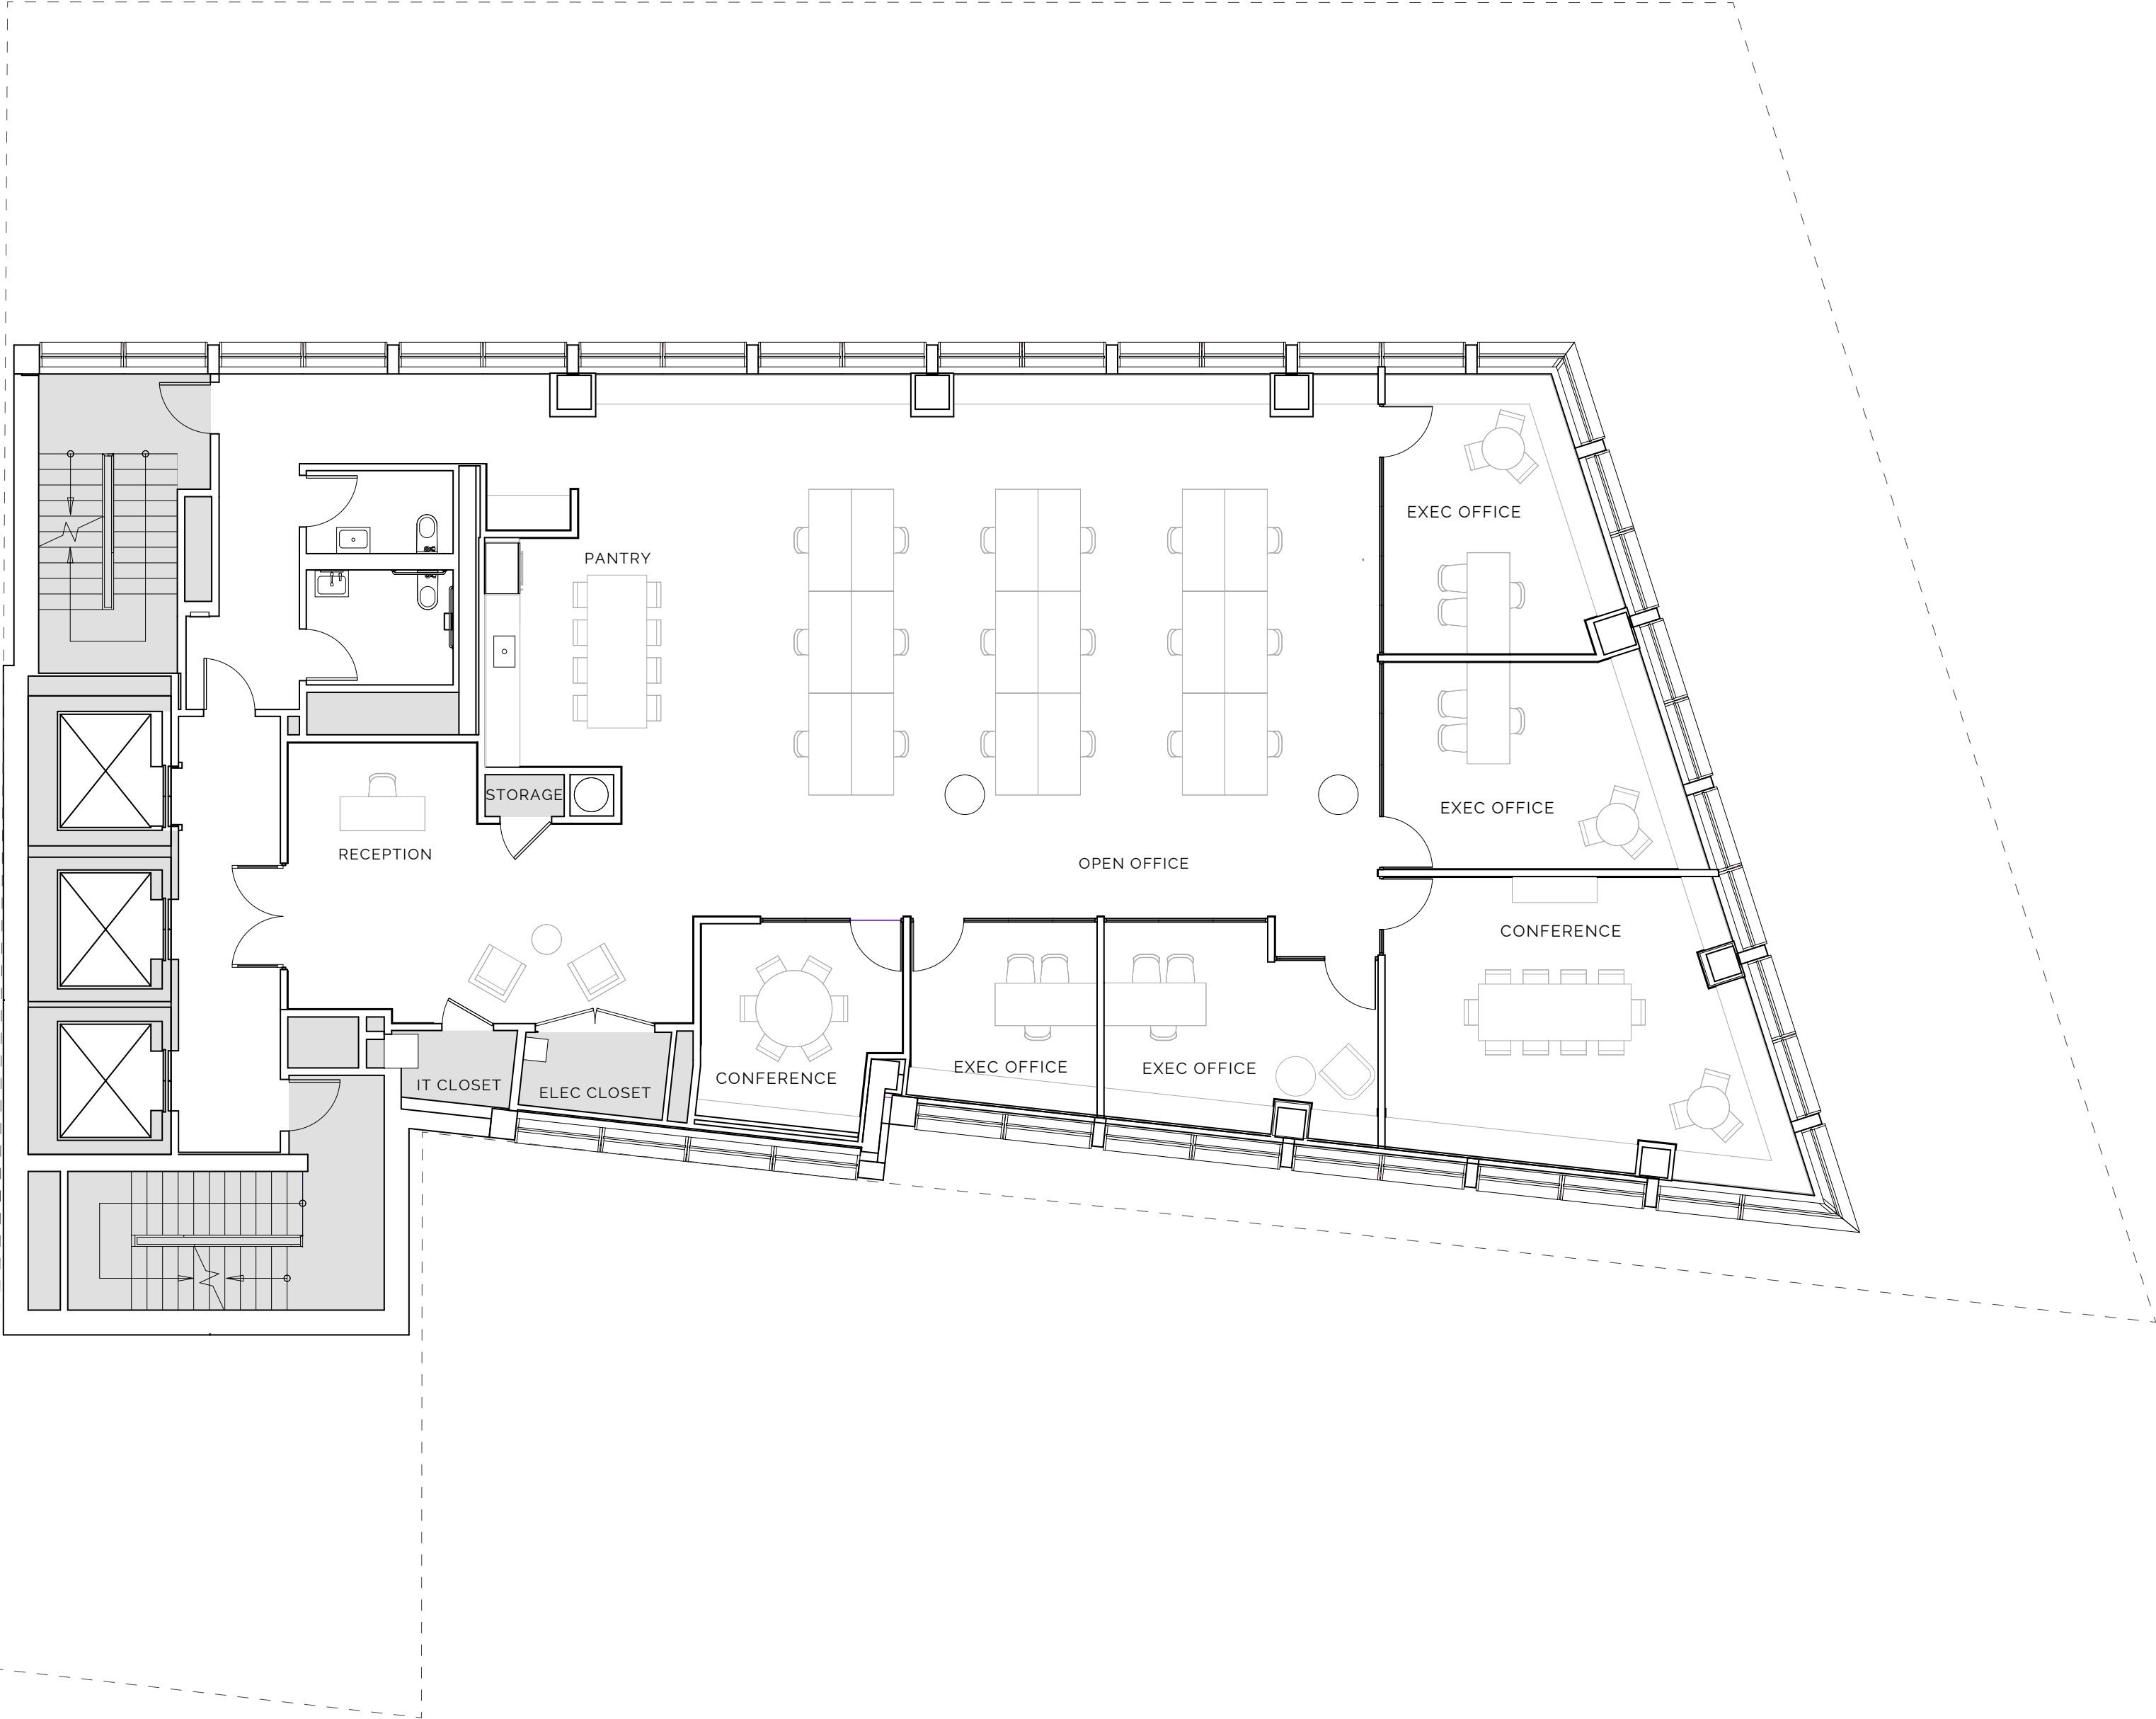 EXEC OFFICE
PANTRY
STORAGE
EXEC OFFICE
RECEPTION
OPEN OFFICE
CONFERENCE
EXEC OFFICE
EXEC OFFICE
CONFERENCE
IT CLOSET
ELEC CLOSET